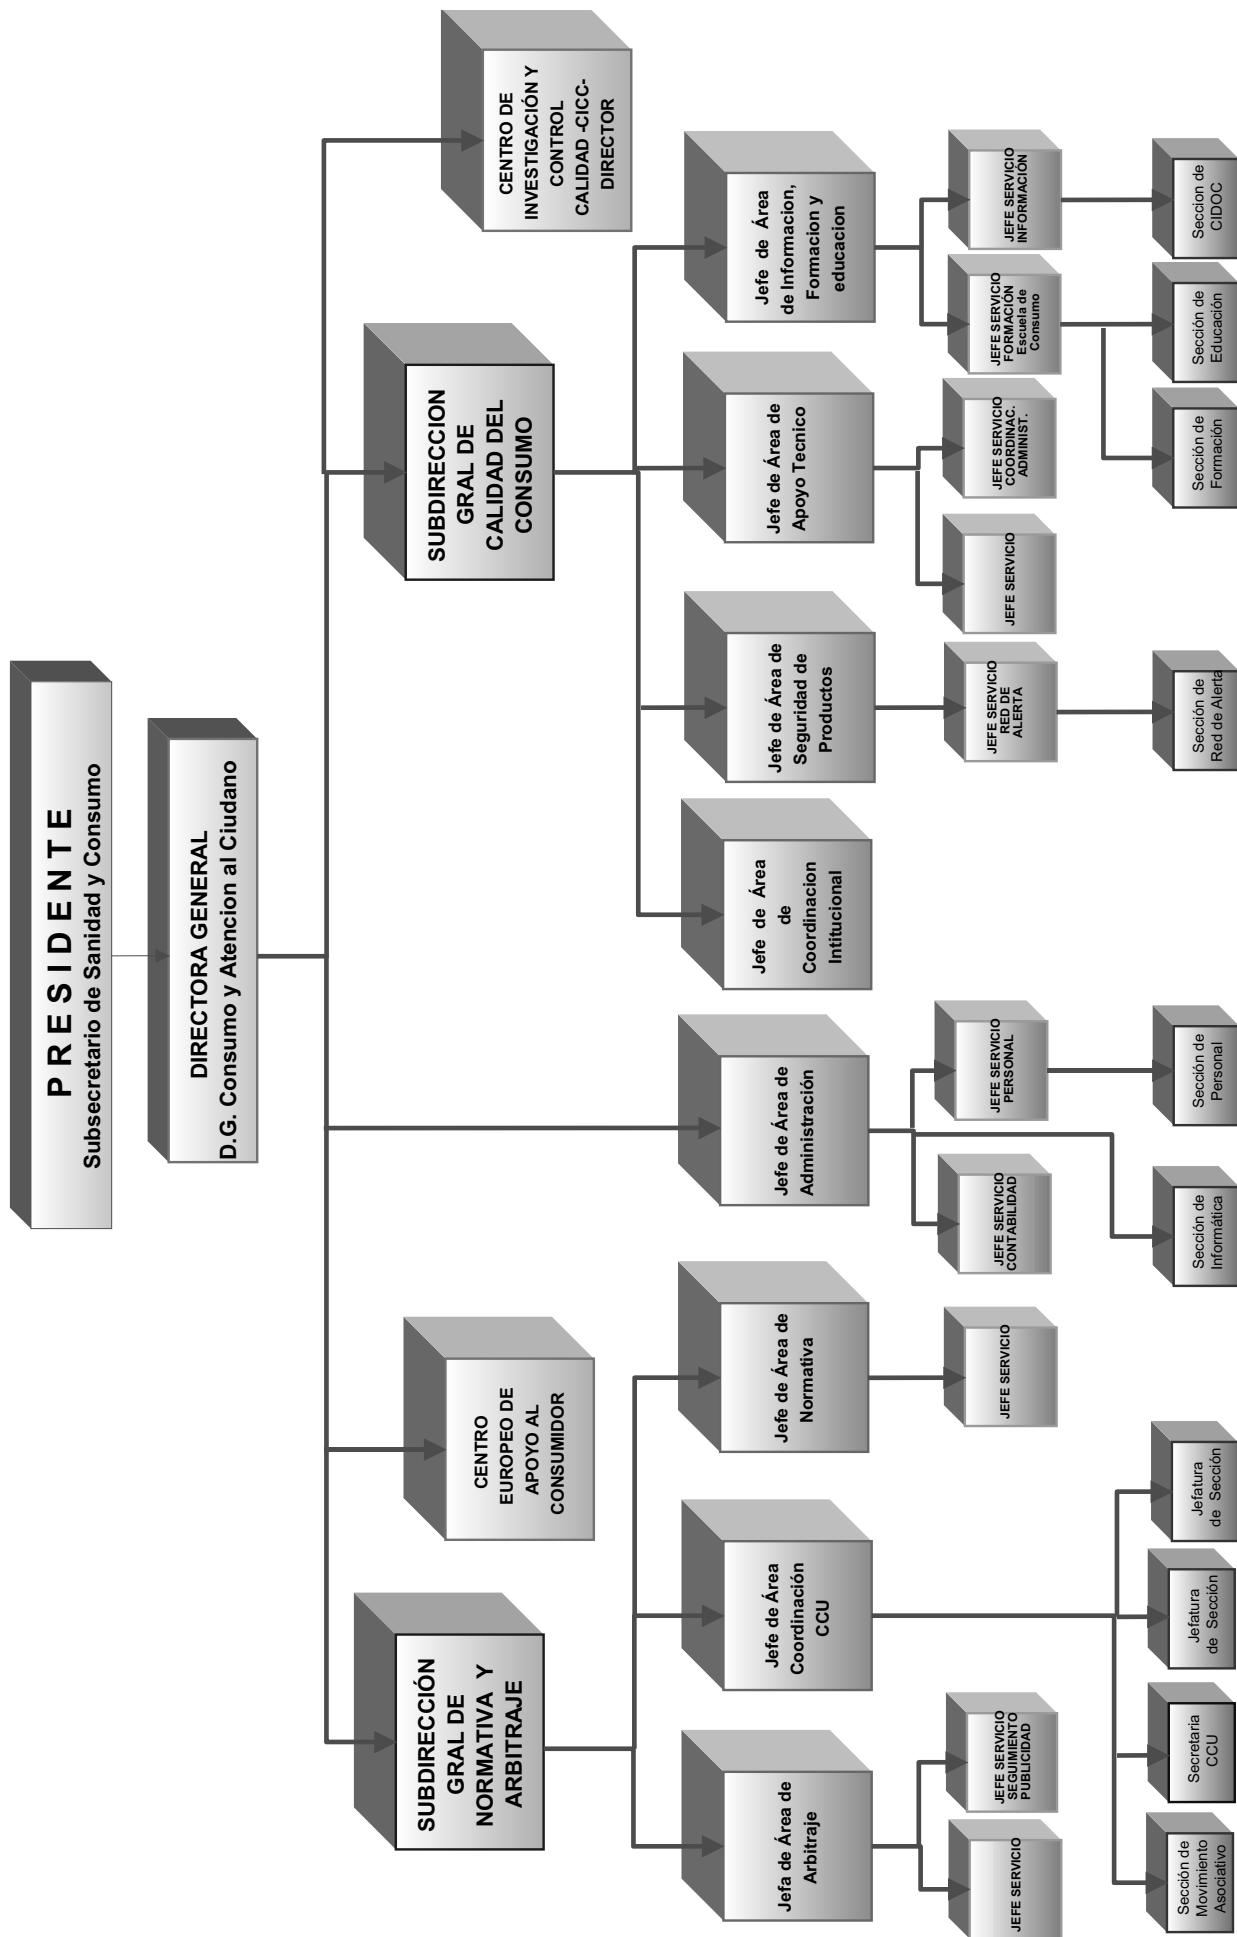 P R E S I D E N T E
Subsecretario de Sanidad y Consumo
DIRECTORA GENERAL
D.G. Consumo y Atencion al Ciudano
SUBDIRECCIÓN
GRAL DE
NORMATIVA Y
ARBITRAJE
CENTRO
EUROPEO DE
APOYO AL
CONSUMIDOR
SUBDIRECCION
GRAL DE
CALIDAD DEL
CONSUMO
CENTRO DE
INVESTIGACIÓN Y
CONTROL
CALIDAD -CICC-
DIRECTOR
Jefa de Área de
Arbitraje
Jefe de Área
Coordinación
CCU
Jefe de Área de
Normativa
Jefe de Área de
Administración
Jefe de Área
de
Coordinacion
Intitucional
Jefe de Área de
Seguridad de
Productos
Jefe de Área de
Apoyo Tecnico
Jefe de Área
de Informacion,
Formacion y
educacion
JEFE SERVICIO
JEFE SERVICIO
SEGUIMIENTO
PUBLICIDAD
JEFE SERVICIO
JEFE SERVICIO
CONTABILIDAD
JEFE SERVICIO
PERSONAL
JEFE SERVICIO
RED DE
ALERTA
JEFE SERVICIO
JEFE SERVICIO
COORDINAC.
ADMINIST.
JEFE SERVICIO
FORMACIÓN
Escuela de
Consumo
JEFE SERVICIO
INFORMACIÓN
Sección de
Movimiento
Asociativo
Secretaria
CCU
Jefatura
de Sección
Jefatura
de Sección
Sección de
Informática
Sección de
Personal
Sección de
Red de Alerta
Sección de
Formación
Sección de
Educación
Seccion de
CIDOC